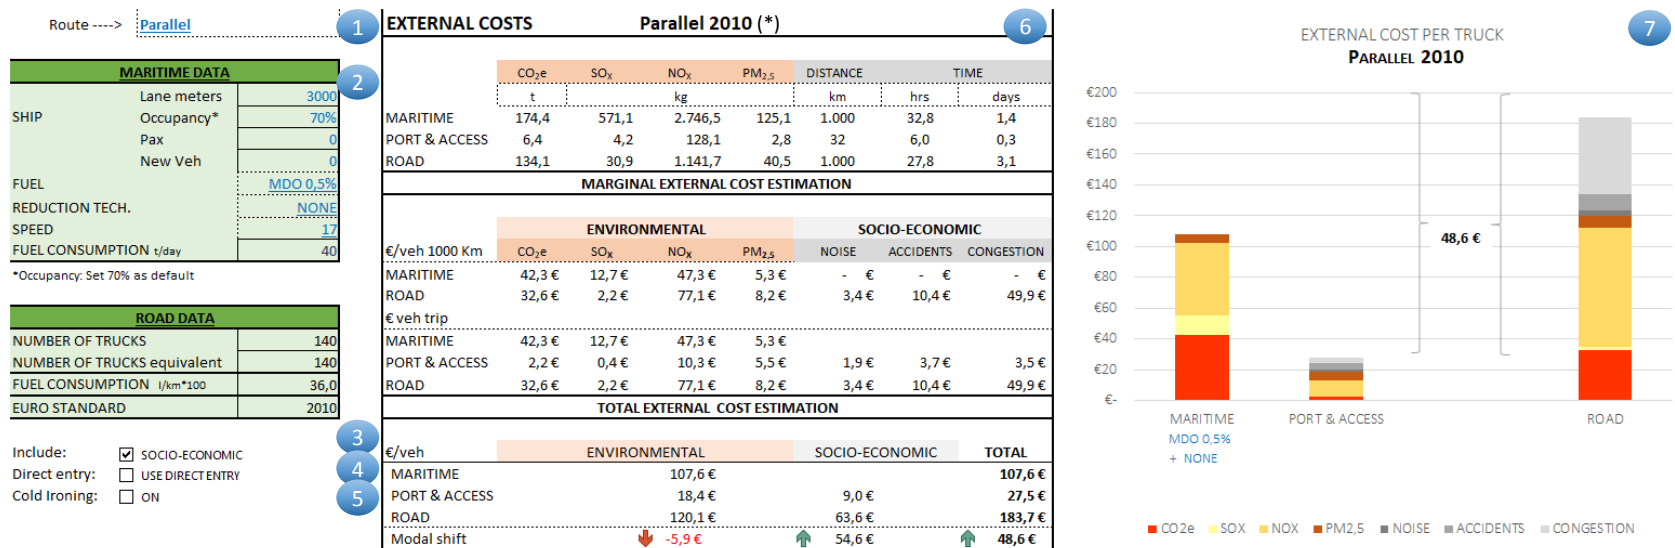 Route ----> Parallel
1
MARITIME DATA
2
Lane meters 3000
SHIP Occupancy* 70%
Pax 0
New Veh 0
FUEL MDO 0,5%
REDUCTION TECH. NONE
SPEED 17
FUEL CONSUMPTION t/day 40
*Occupancy: Set 70% as default
ROAD DATA
NUMBER OF TRUCKS 140
NUMBER OF TRUCKS equivalent 140
FUEL CONSUMPTION l/km*100 36,0
EURO STANDARD 2010
3
Include: SOCIO-ECONOMIC
4
Direct entry: USE DIRECT ENTRY
5
Cold Ironing: ON
EXTERNAL COSTS Parallel 2010 (*)
6
CO2e SOX NOX PM2,5 DISTANCE TIME
t kg km hrs days
MARITIME 174,4 571,1 2.746,5 125,1 1.000 32,8 1,4
PORT & ACCESS 6,4 4,2 128,1 2,8 32 6,0 0,3
ROAD 134,1 30,9 1.141,7 40,5 1.000 27,8 3,1
MARGINAL EXTERNAL COST ESTIMATION
ENVIRONMENTAL SOCIO-ECONOMIC
€/veh 1000 Km CO2e SOX NOX PM2,5 NOISE ACCIDENTS CONGESTION
MARITIME 42,3 € 12,7 € 47,3 € 5,3 € - € - € - €
ROAD 32,6 € 2,2 € 77,1 € 8,2 € 3,4 € 10,4 € 49,9 €
€ veh trip
MARITIME 42,3 € 12,7 € 47,3 € 5,3 €
PORT & ACCESS 2,2 € 0,4 € 10,3 € 5,5 € 1,9 € 3,7 € 3,5 €
ROAD 32,6 € 2,2 € 77,1 € 8,2 € 3,4 € 10,4 € 49,9 €
TOTAL EXTERNAL COST ESTIMATION
€/veh ENVIRONMENTAL SOCIO-ECONOMIC TOTAL
MARITIME 107,6 € 107,6 €
PORT & ACCESS 18,4 € 9,0 € 27,5 €
ROAD 120,1 € 63,6 € 183,7 €
Modal shift -5,9 € 54,6 € 48,6 €
7
EXTERNAL COST PER TRUCK
PARALLEL 2010
€200
€180
€160
€140
€120
€100
€80
€60
€40
€20
€-
48,6 €
MARITIME PORT & ACCESS ROAD
MDO 0,5%
+ NONE
CO2e SOX NOX PM2,5 NOISE ACCIDENTS CONGESTION